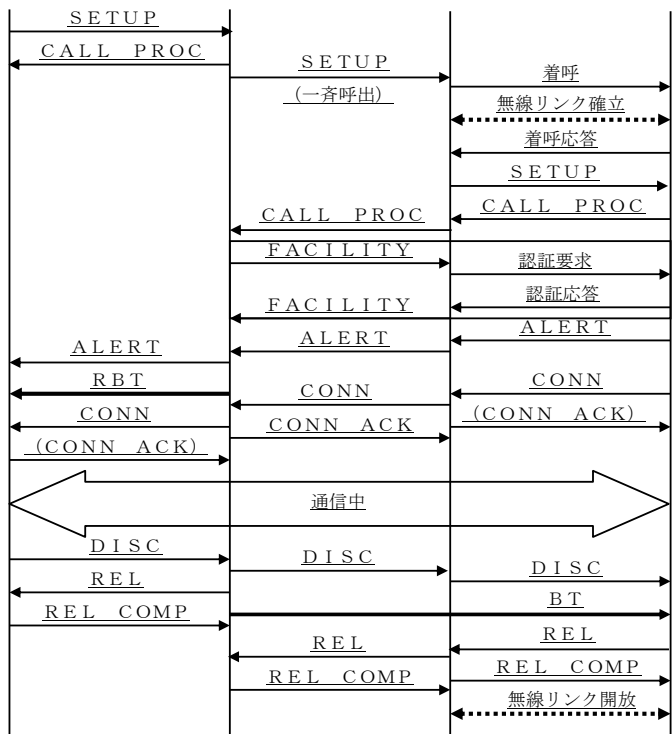 ＳＥＴＵＰ
ＣＡＬＬ　ＰＲＯＣ
ＳＥＴＵＰ
（一斉呼出）
着呼
無線リンク確立
着呼応答
ＳＥＴＵＰ
ＣＡＬＬ　ＰＲＯＣ
ＣＡＬＬ　ＰＲＯＣ
ＦＡＣＩＬＩＴＹ
認証要求
認証応答
ＦＡＣＩＬＩＴＹ
ＡＬＥＲＴ
ＡＬＥＲＴ
ＡＬＥＲＴ
ＲＢＴ
ＣＯＮＮ
ＣＯＮＮ
ＣＯＮＮ
ＣＯＮＮ　ＡＣＫ
（ＣＯＮＮ　ＡＣＫ）
（ＣＯＮＮ　ＡＣＫ）
通信中
ＤＩＳＣ
ＤＩＳＣ
ＤＩＳＣ
ＲＥＬ
ＢＴ
ＲＥＬ　ＣＯＭＰ
ＲＥＬ
ＲＥＬ
ＲＥＬ　ＣＯＭＰ
ＲＥＬ　ＣＯＭＰ
無線リンク開放